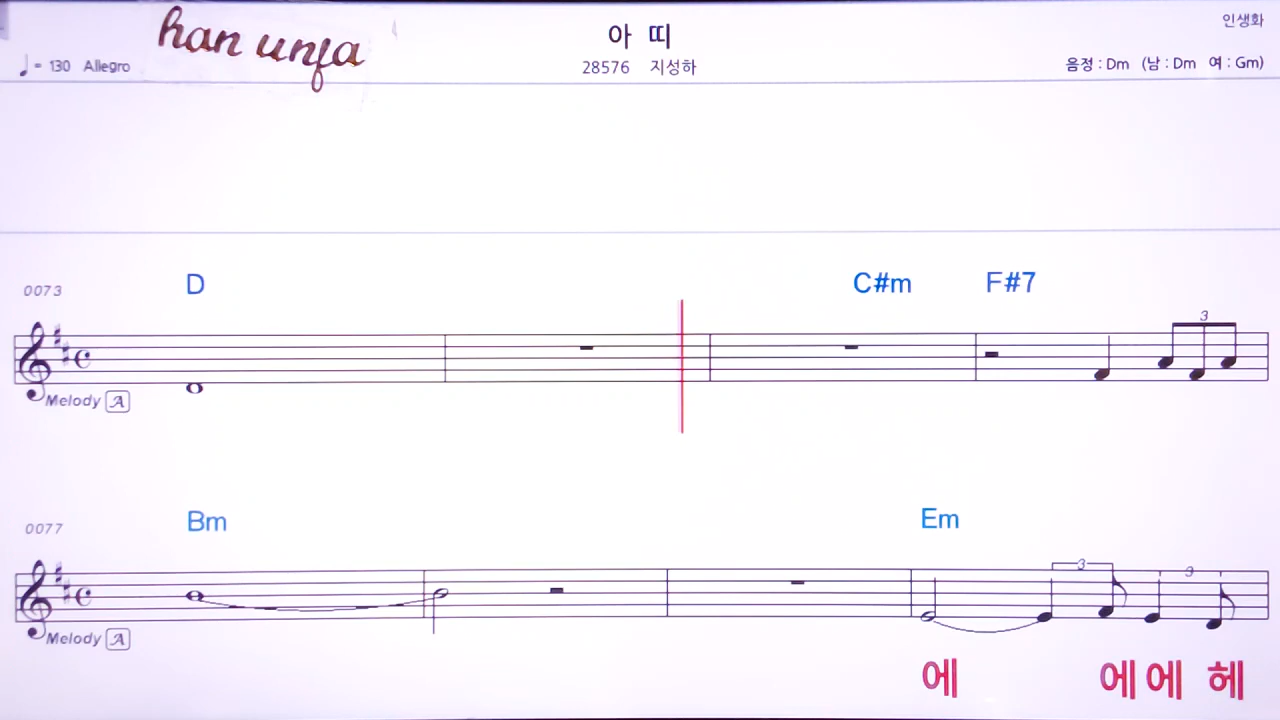 han unfa
아 띠
인생화
♩= 130 Allegro
28576 지성하
음정 : Dm (남 : Dm 여 : Gm)
0073
D
C#m
F#7
3
Melody A
0077
Bm
Em
3
3
Melody A
에 에 에 헤